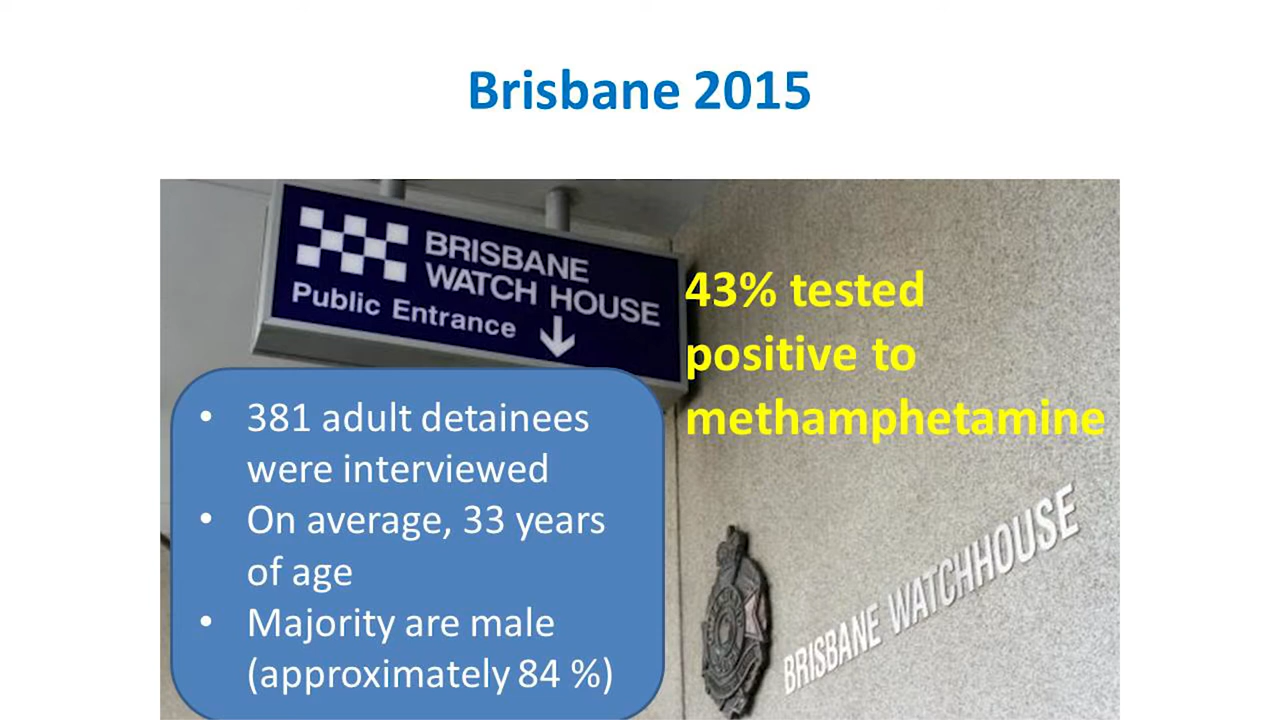 Brisbane 2015
BRISBANE
WATCH HOUSE
Public Entrance
43% tested
positive to
methamphetamine
• 381 adult detainees
were interviewed
• On average, 33 years
of age
• Majority are male
(approximately 84 %)
BRISBANE WATCHHOUSE